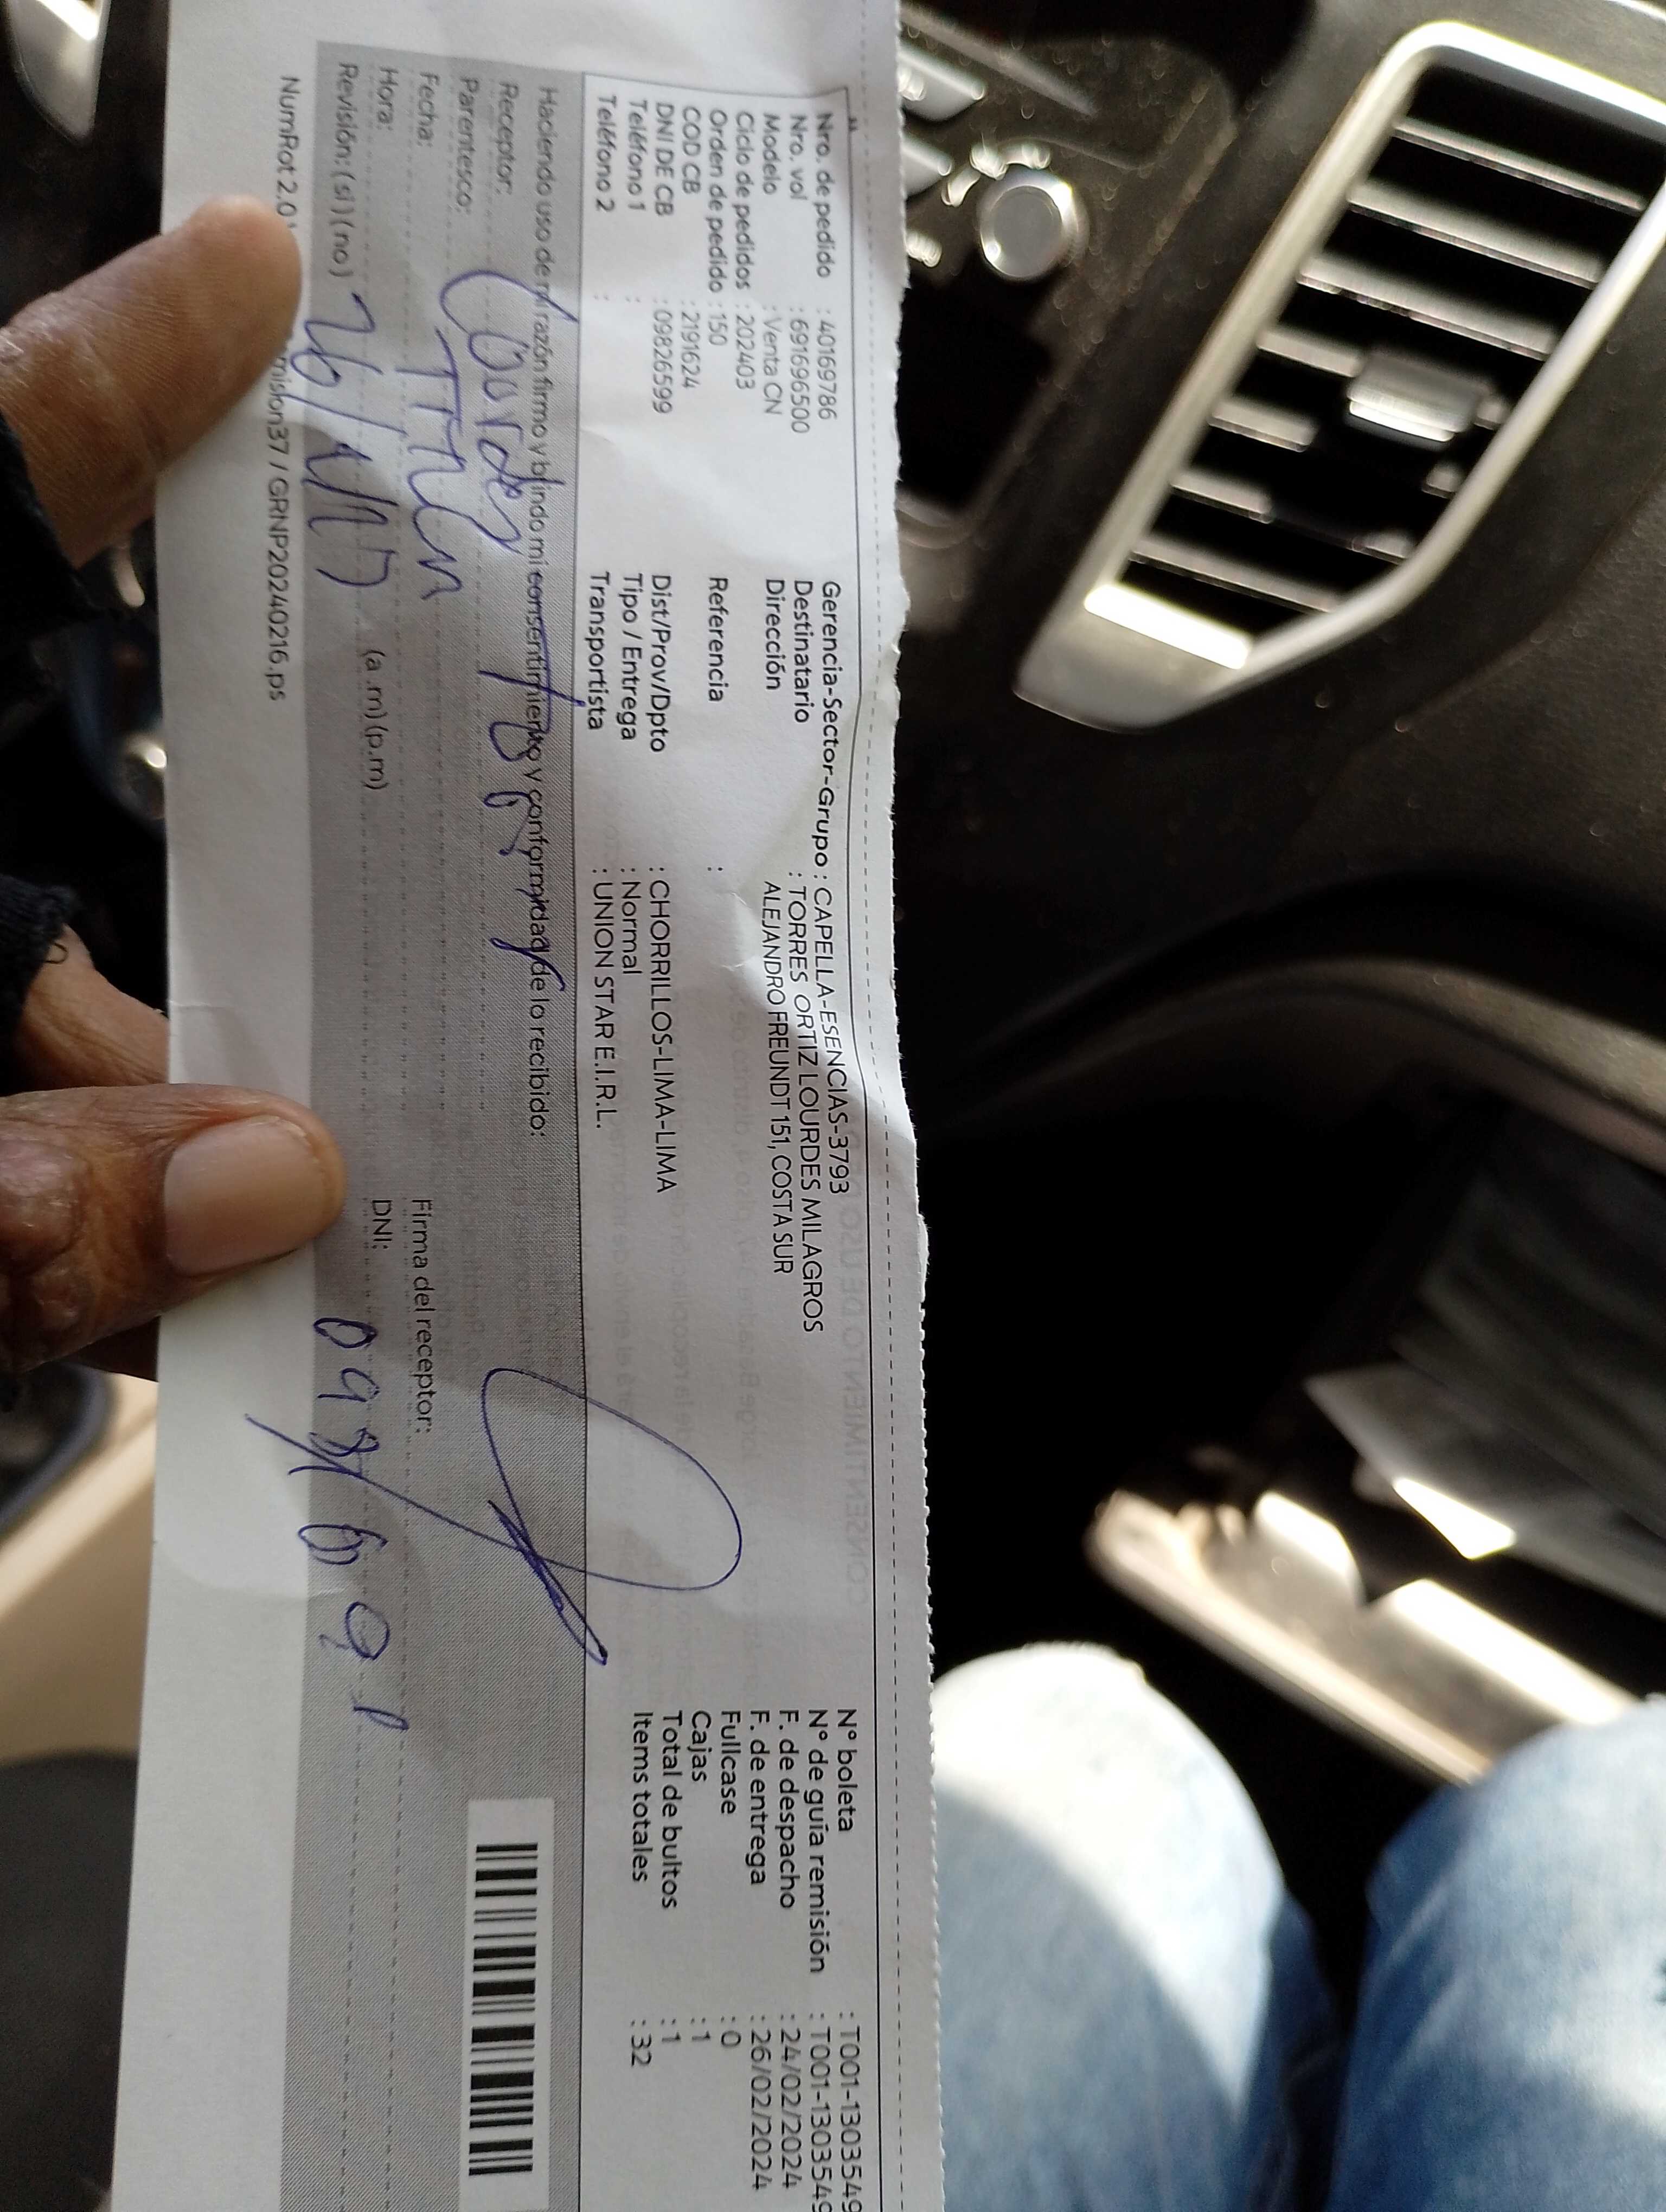 Nro. de pedido : 40169786
Nro. vol : 691696500
Modelo : Venta CN
Ciclo de pedidos : 202403
Orden de pedido : 150
COD CB : 2191624
DNI DE CB : 09826599
Teléfono 1 :
Teléfono 2 :
Gerencia-Sector-Grupo : CAPELLA-ESENCIAS-3793
Destinatario : TORRES ORTIZ LOURDES MILAGROS
Dirección ALEJANDRO FREUNDT 151, COSTA SUR
Referencia :
Dist/Prov/Dpto : CHORRILLOS-LIMA-LIMA
Tipo / Entrega : Normal
Transportista : UNION STAR E.I.R.L.
N° boleta : T001-1303549
N° de guía remisión : T001-1303549
F. de despacho : 24/02/2024
F. de entrega : 26/02/2024
Fullcase : 0
Cajas : 1
Total de bultos : 1
Items totales : 32
Haciendo uso de mi razón firmo y brindo mi consentimiento y conformidad de lo recibido:
Receptor: Lourdes
Parentesco:
Fecha:
Hora: (a.m) (p.m)
Revisión: (si) (no)
Firma del receptor:
DNI:
NumRot 2.0
mision37 / GRNP20240216.ps